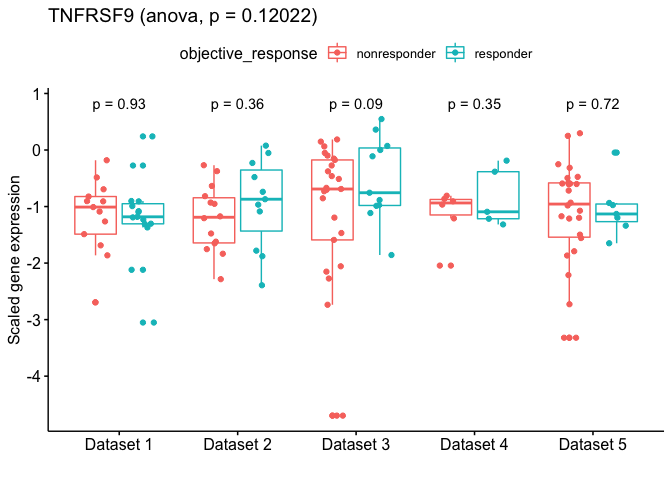 TNFRSF9 (anova, p = 0.12022)
objective_response nonresponder responder
p = 0.93 p = 0.36 p = 0.09 p = 0.35 p = 0.72
1
0
-1
-2
-3
-4
Scaled gene expression
Dataset 1 Dataset 2 Dataset 3 Dataset 4 Dataset 5